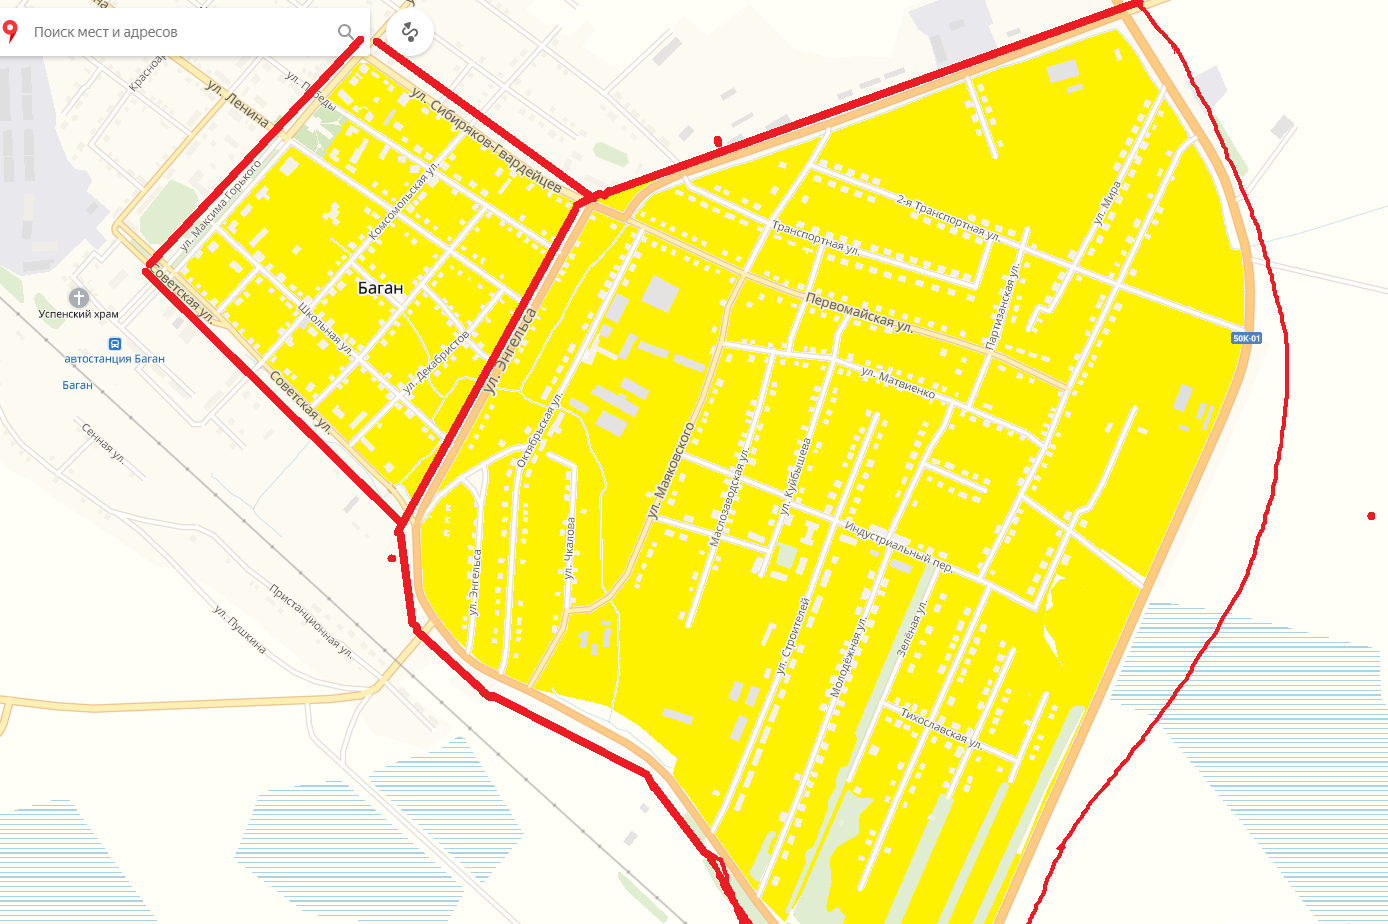 Поиск мест и адресов
Красноар
ул. Победы
ул. Ленина
ул. Сибиряков-Гвардейцев
ул. Максима Горького
Комсомольская ул.
2-я Транспортная ул.
ул. Мира
Транспортная ул.
Советская ул.
Баган
Партизанская ул.
Первомайская ул.
Успенский храм
Школьная ул.
ул. Энгельса
50К-01
автостанция Баган
ул. Декабристов
Баган
ул. Матвиенко
Советская ул.
Октябрьская ул.
Сенная ул.
ул. Маяковского
Маслозаводская ул.
ул. Куйбышева
Индустриальный пер.
ул. Чкалова
ул. Энгельса
Пристанционная ул.
ул. Пушкина
ул. Строителей
Молодёжная ул.
Зелёная ул.
Тихославская ул.